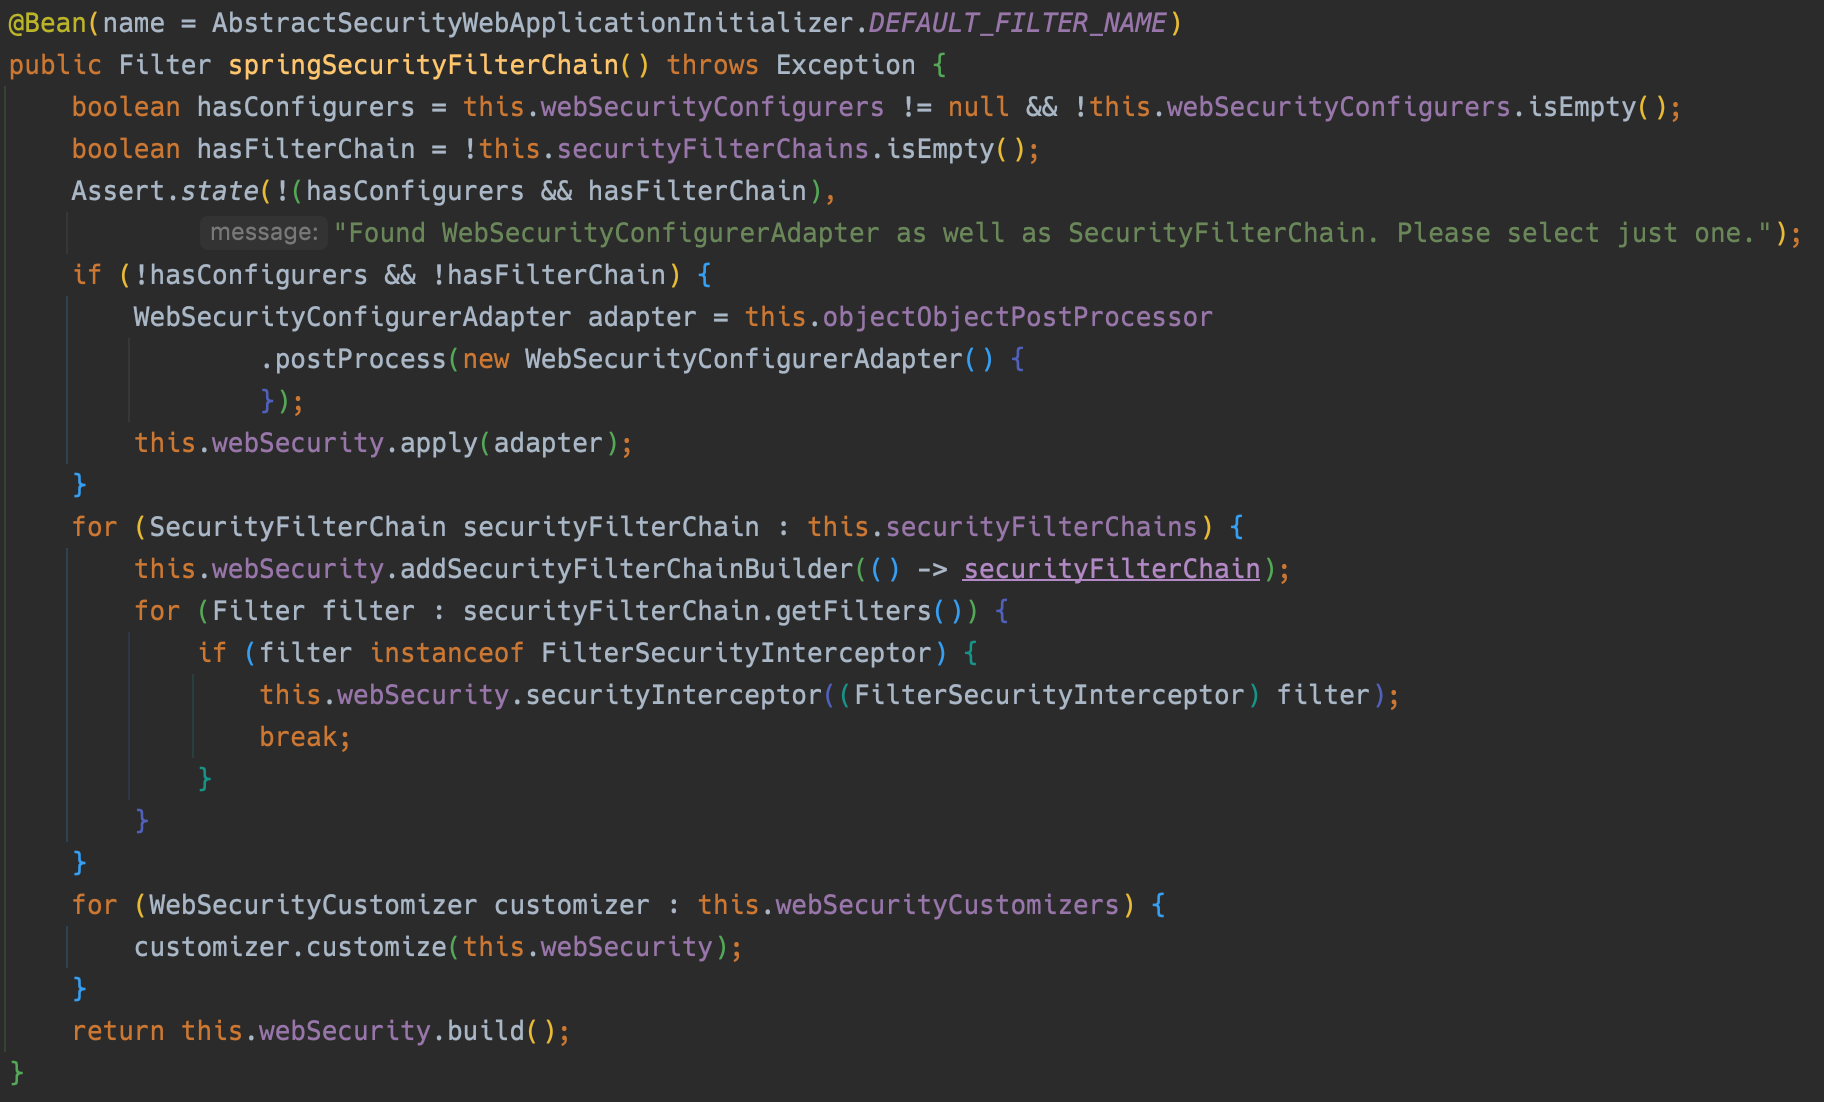 @Bean(name = AbstractSecurityWebApplicationInitializer.DEFAULT_FILTER_NAME)
public Filter springSecurityFilterChain() throws Exception {
    boolean hasConfigurers = this.webSecurityConfigurers != null && !this.webSecurityConfigurers.isEmpty();
    boolean hasFilterChain = !this.securityFilterChains.isEmpty();
    Assert.state(!(hasConfigurers && hasFilterChain),
            message: "Found WebSecurityConfigurerAdapter as well as SecurityFilterChain. Please select just one.");
    if (!hasConfigurers && !hasFilterChain) {
        WebSecurityConfigurerAdapter adapter = this.objectObjectPostProcessor
                .postProcess(new WebSecurityConfigurerAdapter() {
                });
        this.webSecurity.apply(adapter);
    }
    for (SecurityFilterChain securityFilterChain : this.securityFilterChains) {
        this.webSecurity.addSecurityFilterChainBuilder(() -> securityFilterChain);
        for (Filter filter : securityFilterChain.getFilters()) {
            if (filter instanceof FilterSecurityInterceptor) {
                this.webSecurity.securityInterceptor((FilterSecurityInterceptor) filter);
                break;
            }
        }
    }
    for (WebSecurityCustomizer customizer : this.webSecurityCustomizers) {
        customizer.customize(this.webSecurity);
    }
    return this.webSecurity.build();
}